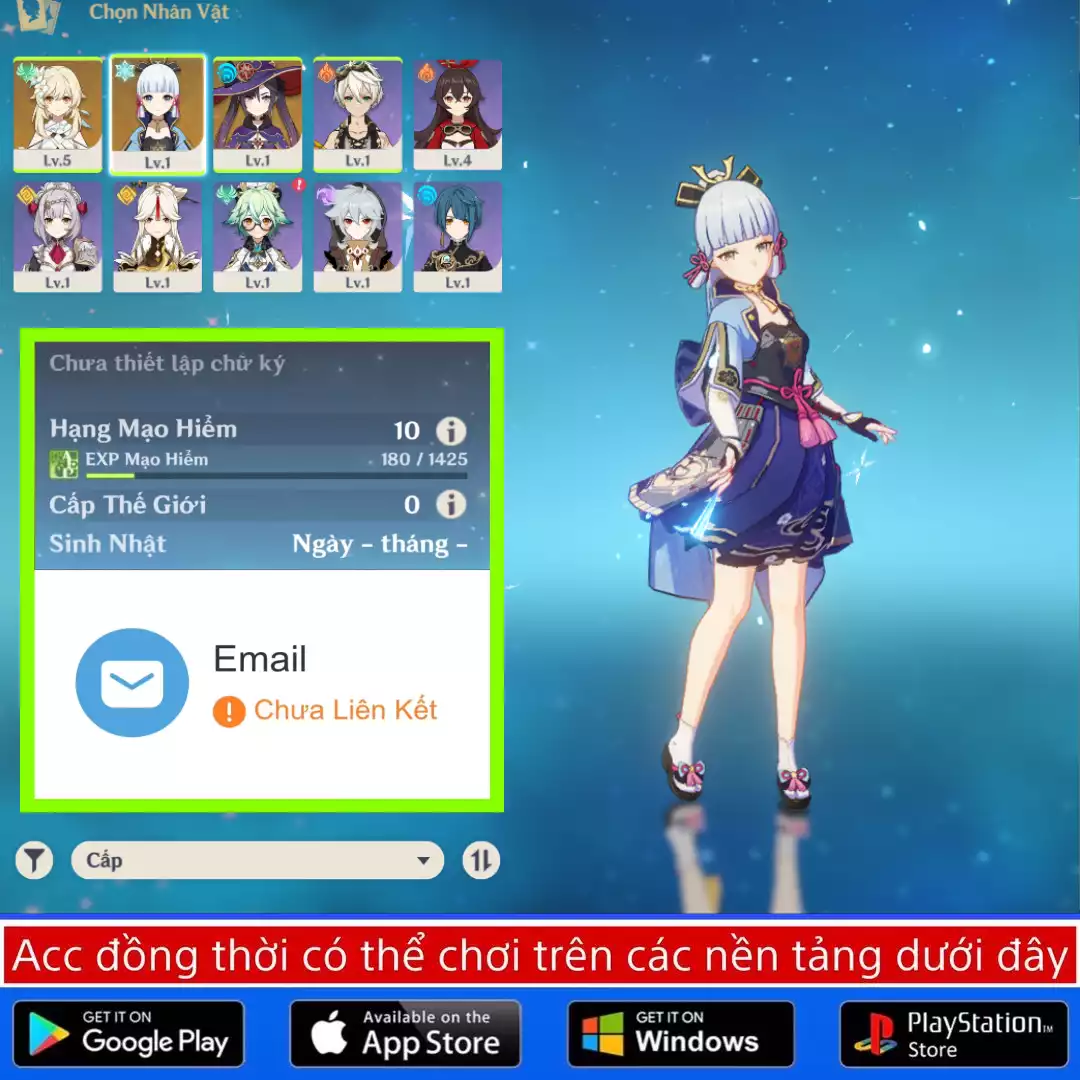 Chọn Nhân Vật
Lv.5
Lv.1
Lv.1
Lv.1
Lv.4
Lv.1
Lv.1
Lv.1
Lv.1
Lv.1
Chưa thiết lập chữ ký
Hạng Mạo Hiểm 10
EXP Mạo Hiểm 180 / 1425
Cấp Thế Giới 0
Sinh Nhật Ngày - tháng -
Email
Chưa Liên Kết
Cấp
Acc đồng thời có thể chơi trên các nền tảng dưới đây
GET IT ON
Google Play
Available on the
App Store
GET IT ON
Windows
PlayStation™
Store